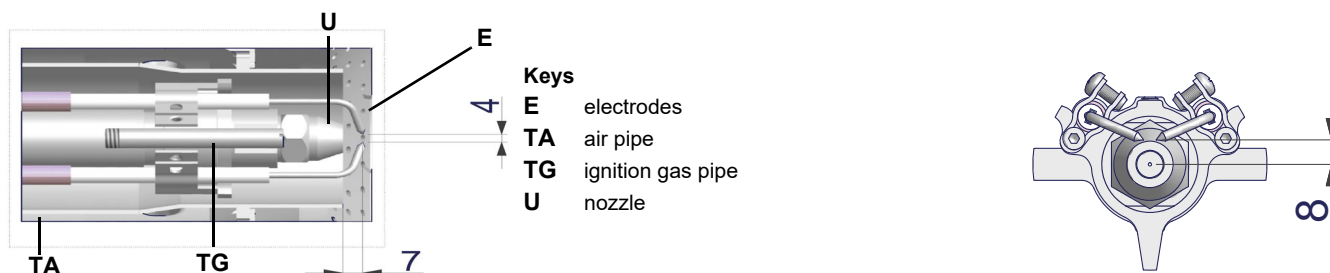 U
E
4
TA
TG
7
Keys
E electrodes
TA air pipe
TG ignition gas pipe
U nozzle
8